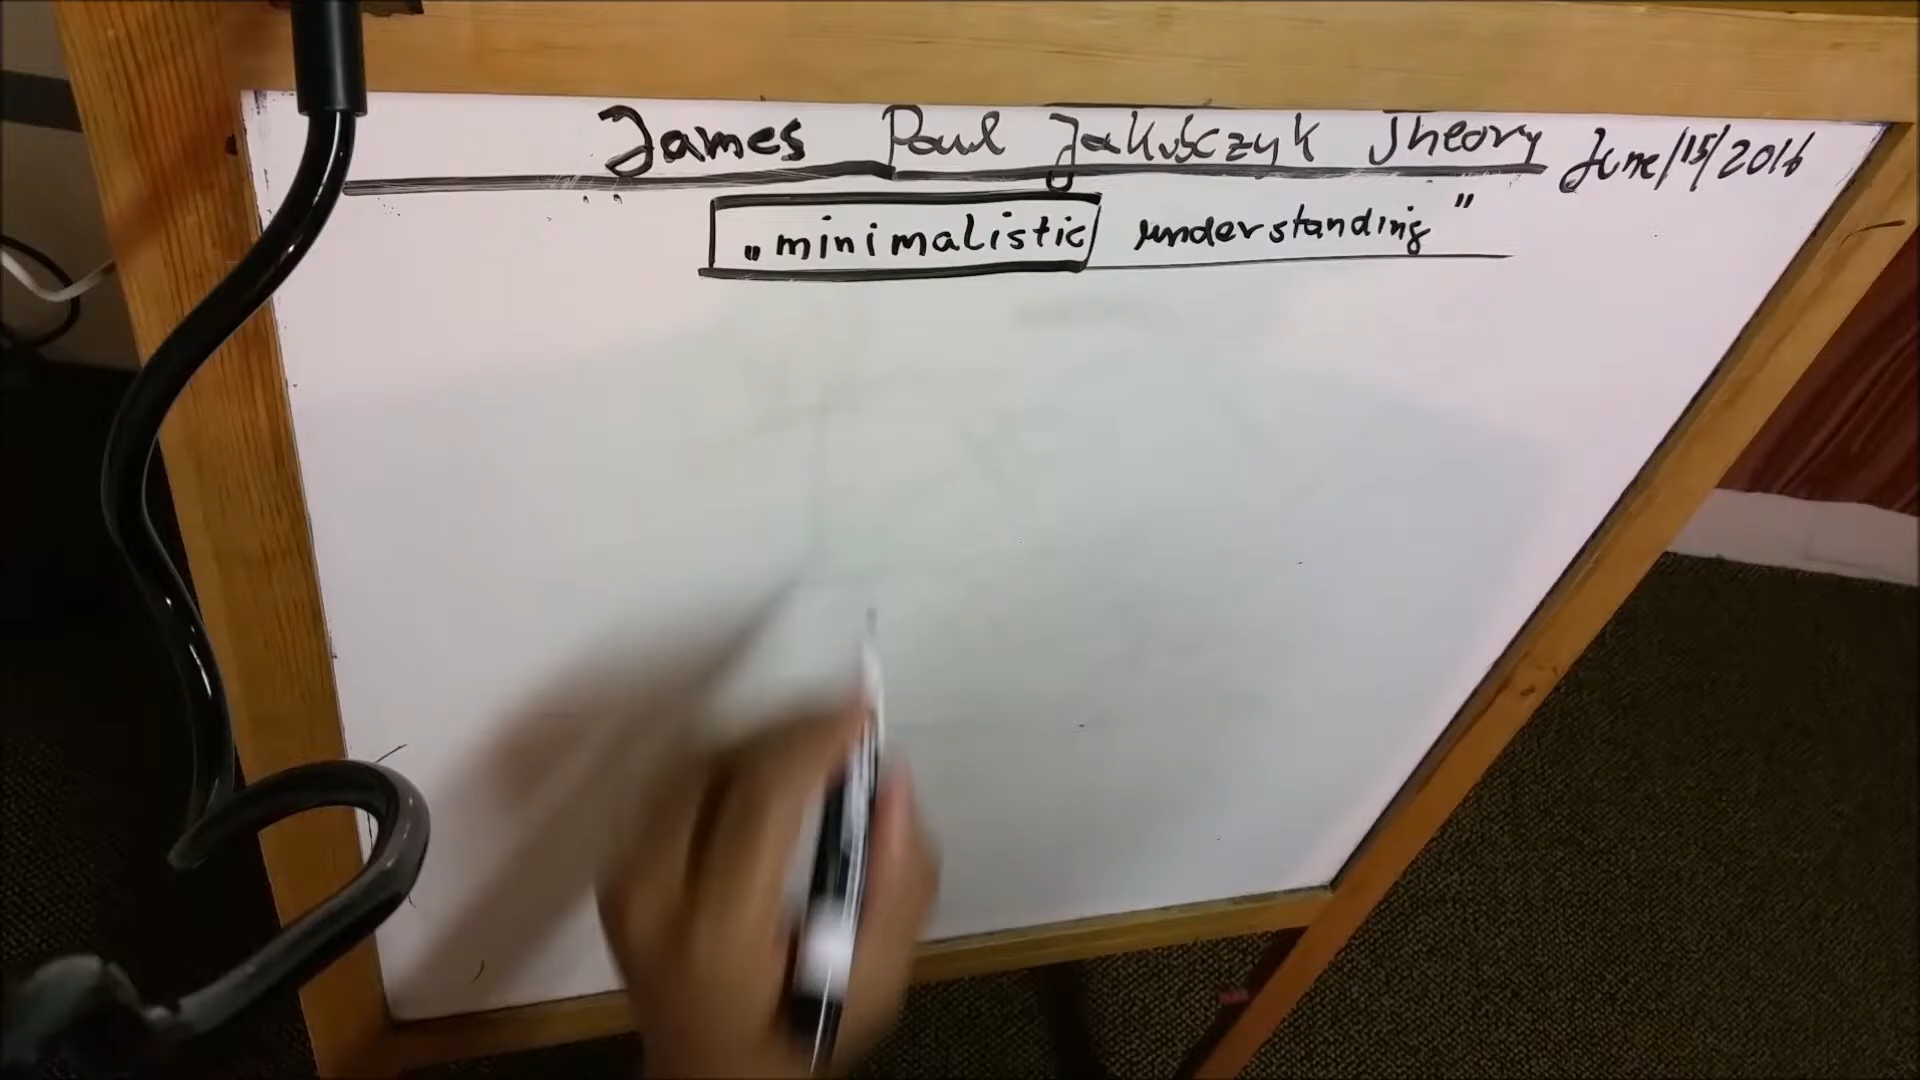 James Paul Jakubczyk Theory June/15/2016
„minimalistic understanding"